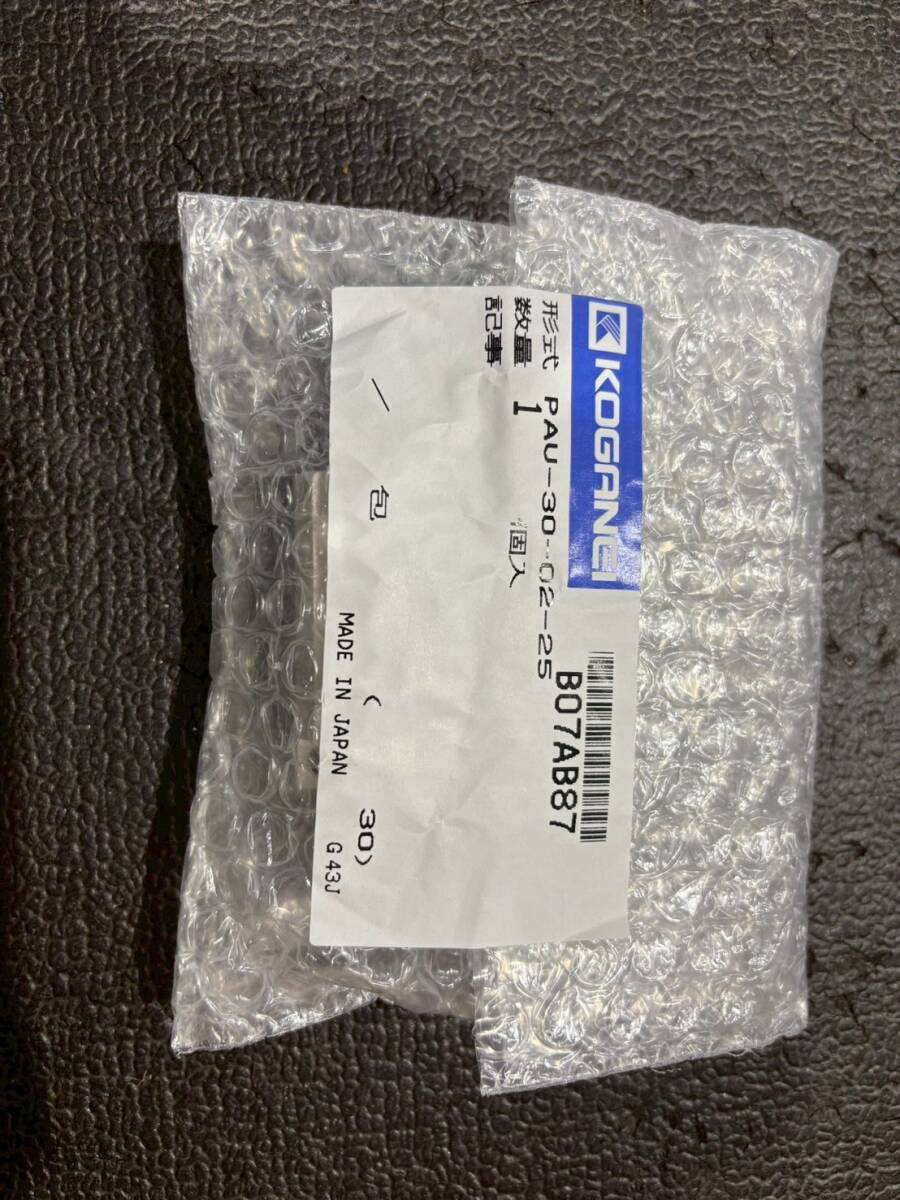 KOGANEI
B07AB87
形式 PAU-30-02-25
数量 1 個入
記事
/ 包 ( 30)
MADE IN JAPAN G43J